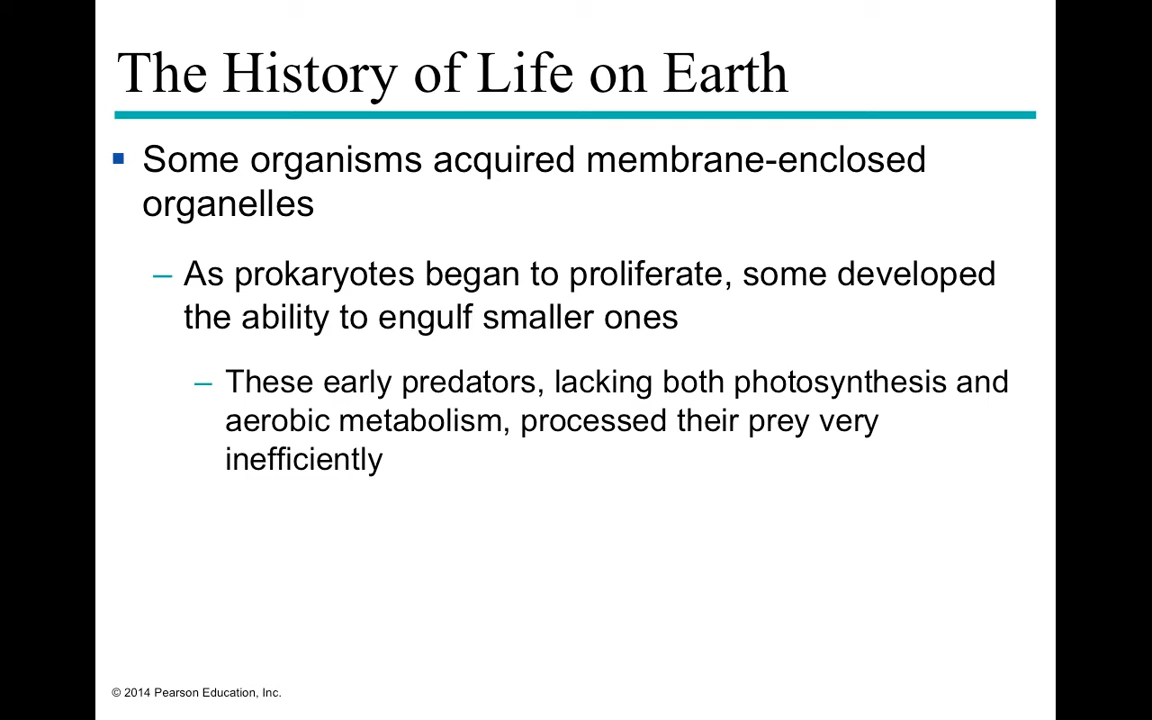 The History of Life on Earth
▪ Some organisms acquired membrane-enclosed
organelles
– As prokaryotes began to proliferate, some developed
the ability to engulf smaller ones
– These early predators, lacking both photosynthesis and
aerobic metabolism, processed their prey very
inefficiently
© 2014 Pearson Education, Inc.